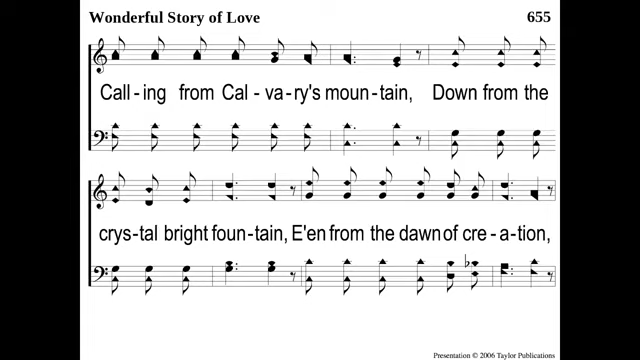 Wonderful Story of Love 655
Call - ing from Cal - va - ry's moun - tain, Down from the
crys - tal bright foun - tain, E'en from the dawn of cre - a - tion,
Presentation © 2006 Taylor Publications